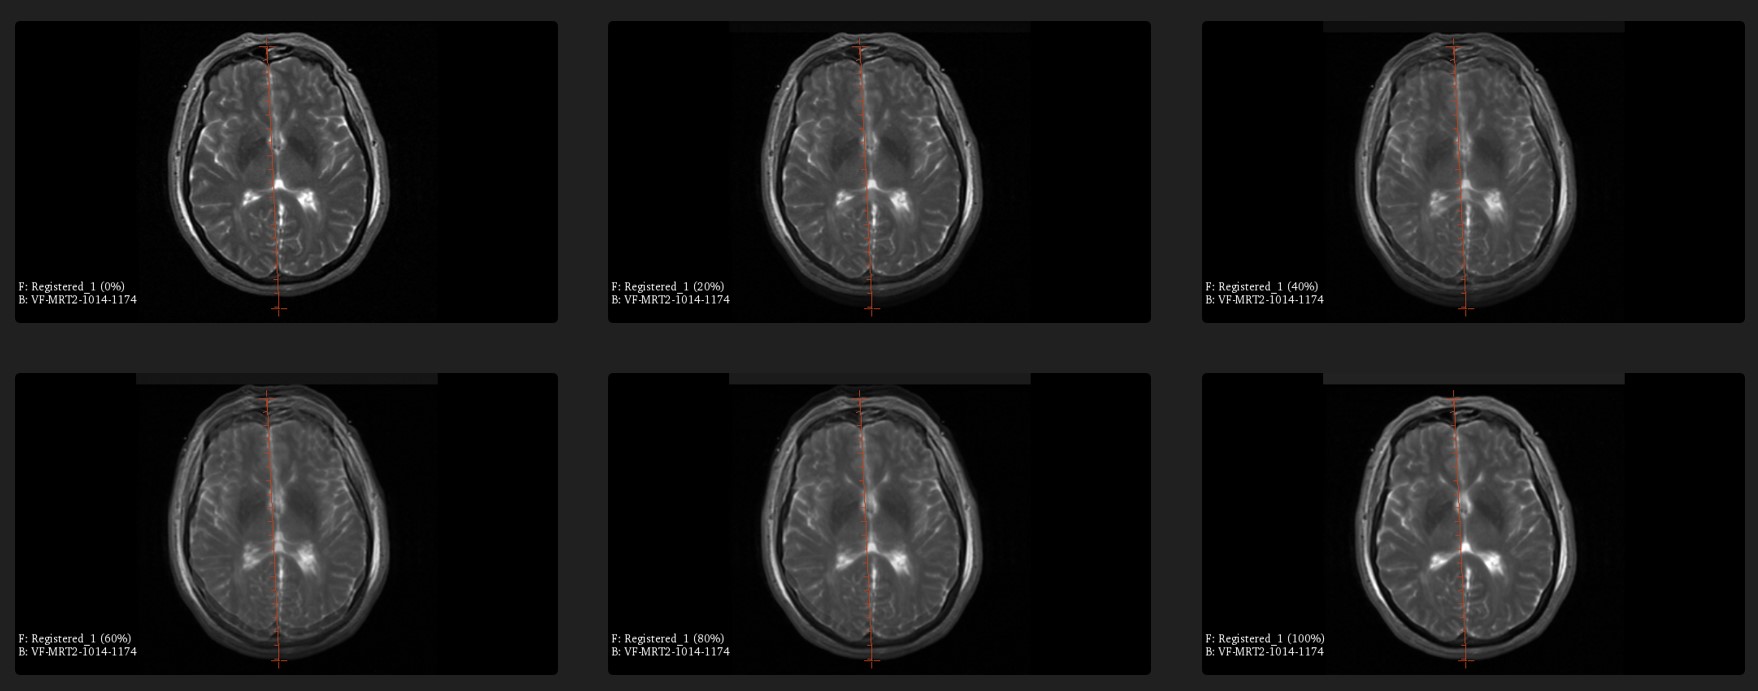 F: Registered_1 (0%)
B: VF-MRT2-1014-1174
F: Registered_1 (20%)
B: VF-MRT2-1014-1174
F: Registered_1 (40%)
B: VF-MRT2-1014-1174
F: Registered_1 (60%)
B: VF-MRT2-1014-1174
F: Registered_1 (80%)
B: VF-MRT2-1014-1174
F: Registered_1 (100%)
B: VF-MRT2-1014-1174